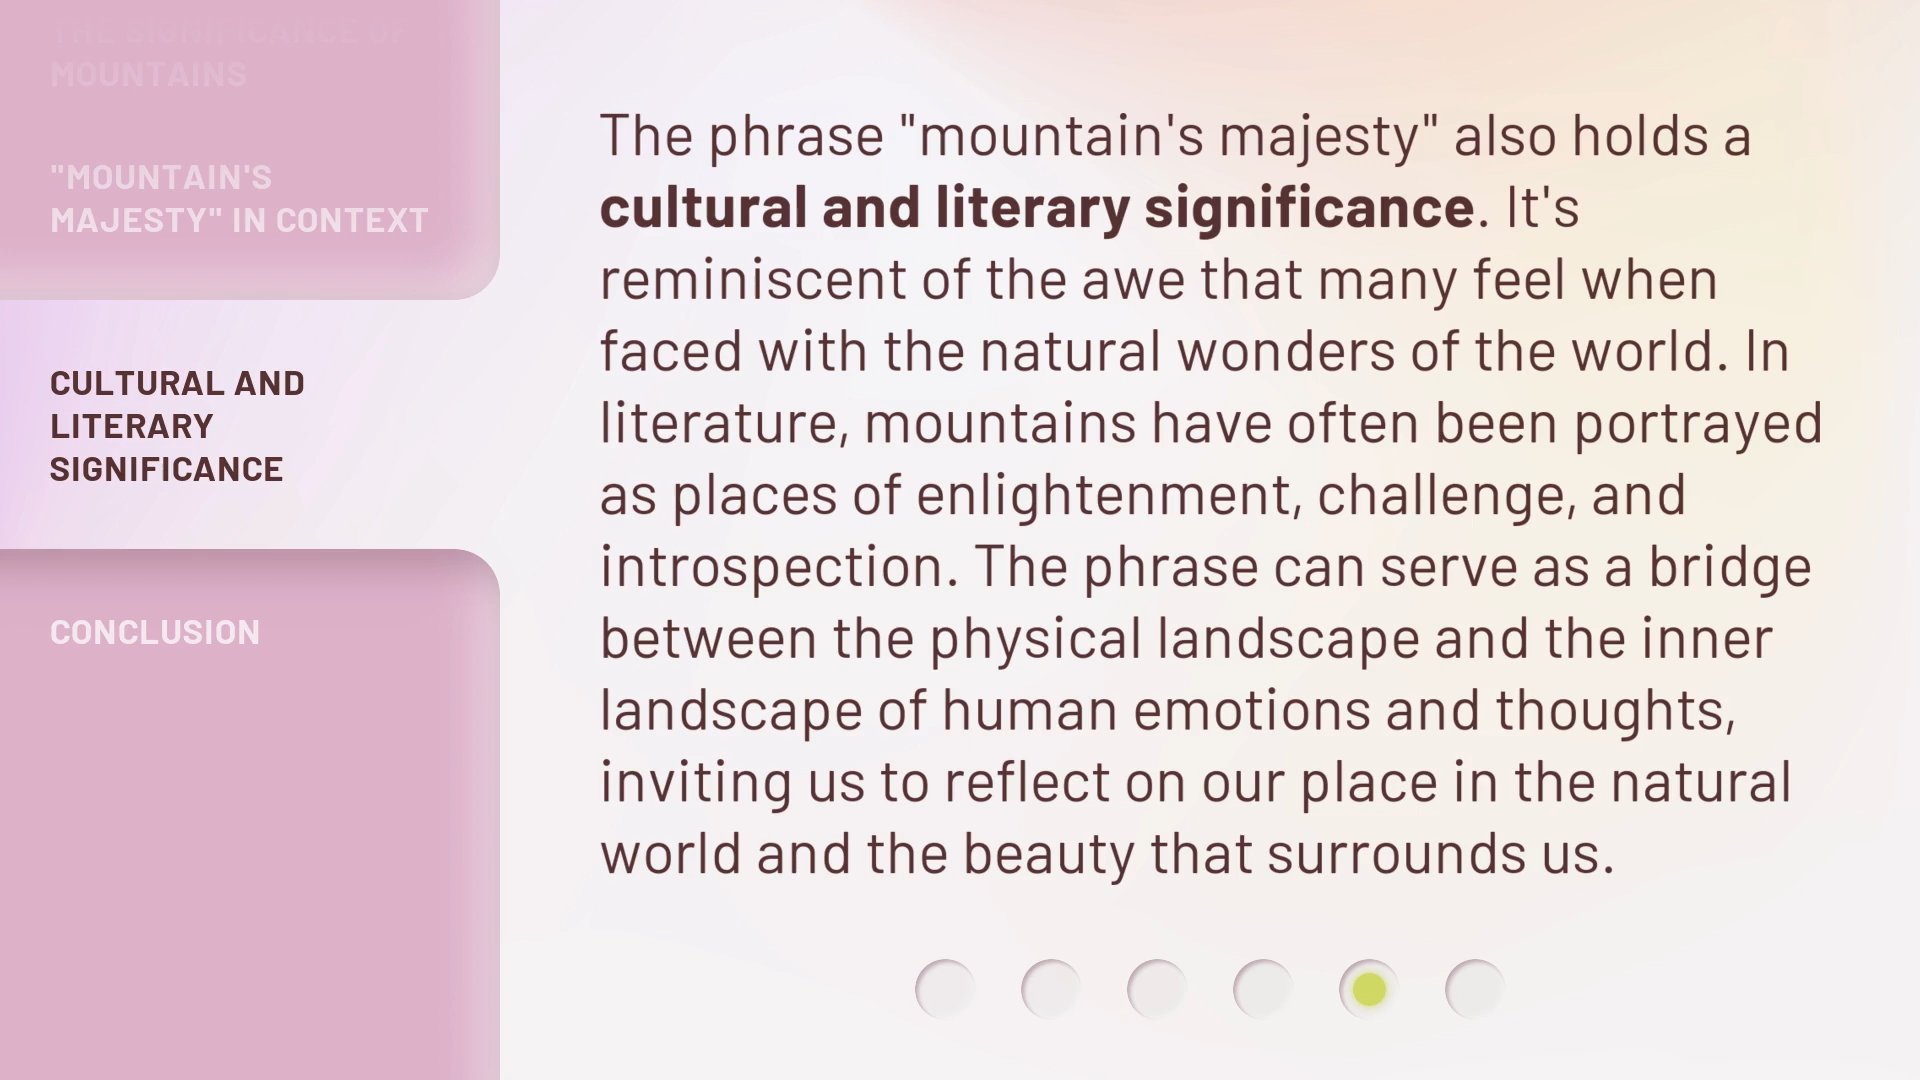 THE SIGNIFICANCE OF
MOUNTAINS
"MOUNTAIN'S
MAJESTY" IN CONTEXT
CULTURAL AND
LITERARY
SIGNIFICANCE
CONCLUSION
The phrase "mountain's majesty" also holds a
cultural and literary significance. It's
reminiscent of the awe that many feel when
faced with the natural wonders of the world. In
literature, mountains have often been portrayed
as places of enlightenment, challenge, and
introspection. The phrase can serve as a bridge
between the physical landscape and the inner
landscape of human emotions and thoughts,
inviting us to reflect on our place in the natural
world and the beauty that surrounds us.